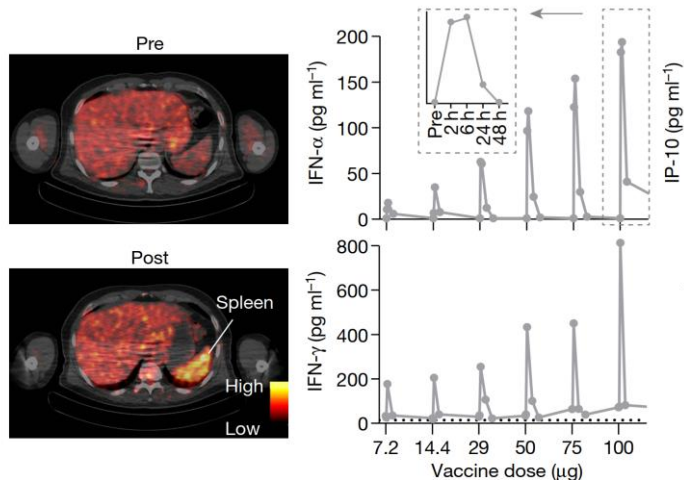 Pre
Post
Spleen
High
Low
IFN-α (pg ml⁻¹)
200
150
100
50
0
Pre
2 h
6 h
24 h
48 h
IP-10 (pg ml⁻¹)
IFN-γ (pg ml⁻¹)
800
600
400
200
0
7.2 14.4 29 50 75 100
Vaccine dose (μg)